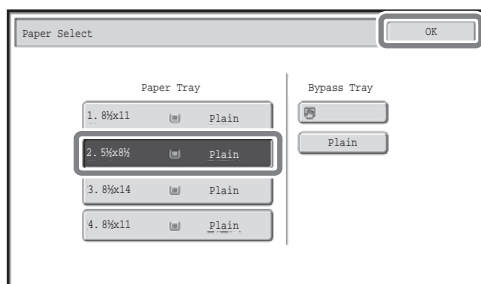 Paper Select
OK
Paper Tray
Bypass Tray
1. 8½x11 Plain
2. 5½x8½ Plain
Plain
3. 8½x14 Plain
4. 8½x11 Plain